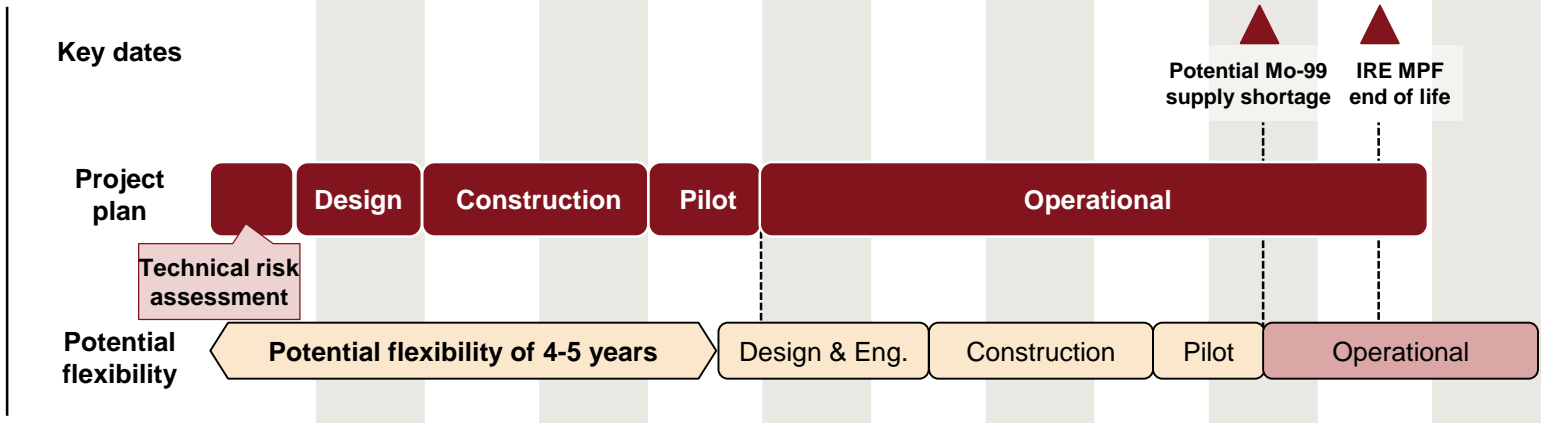 Key dates
Potential Mo-99
supply shortage
IRE MPF
end of life
Project
plan
Design
Construction
Pilot
Operational
Technical risk
assessment
Potential
flexibility
Potential flexibility of 4-5 years
Design & Eng.
Construction
Pilot
Operational